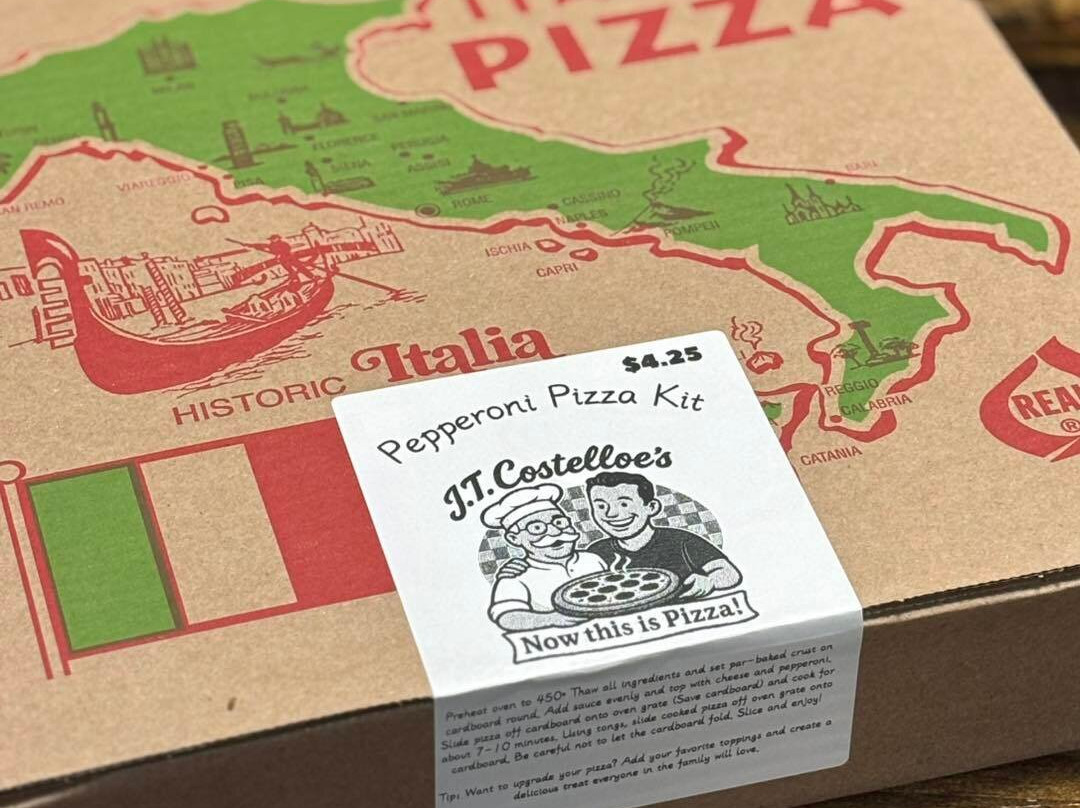 PIZZA
MILAN
BOLOGNA
SAN MARINO
FLORENCE
PERUGIA
SIENA
ASSISI
PISA
VIAREGGIO
SAN REMO
ROME
CASSINO
NAPLES
POMPEII
BARI
ISCHIA
CAPRI
REGGIO
CALABRIA
CATANIA
HISTORIC Italia
REAL
®
$4.25
Pepperoni Pizza Kit
J.T. Costelloe's
Now this is Pizza!
Preheat oven to 450° Thaw all ingredients and set par-baked crust on
cardboard round. Add sauce evenly and top with cheese and pepperoni.
Slide pizza off cardboard onto oven grate (Save cardboard) and cook for
about 7-10 minutes. Using tongs, slide cooked pizza off oven grate onto
cardboard. Be careful not to let the cardboard fold. Slice and enjoy!
Tip: Want to upgrade your pizza? Add your favorite toppings and create a
delicious treat everyone in the family will love.